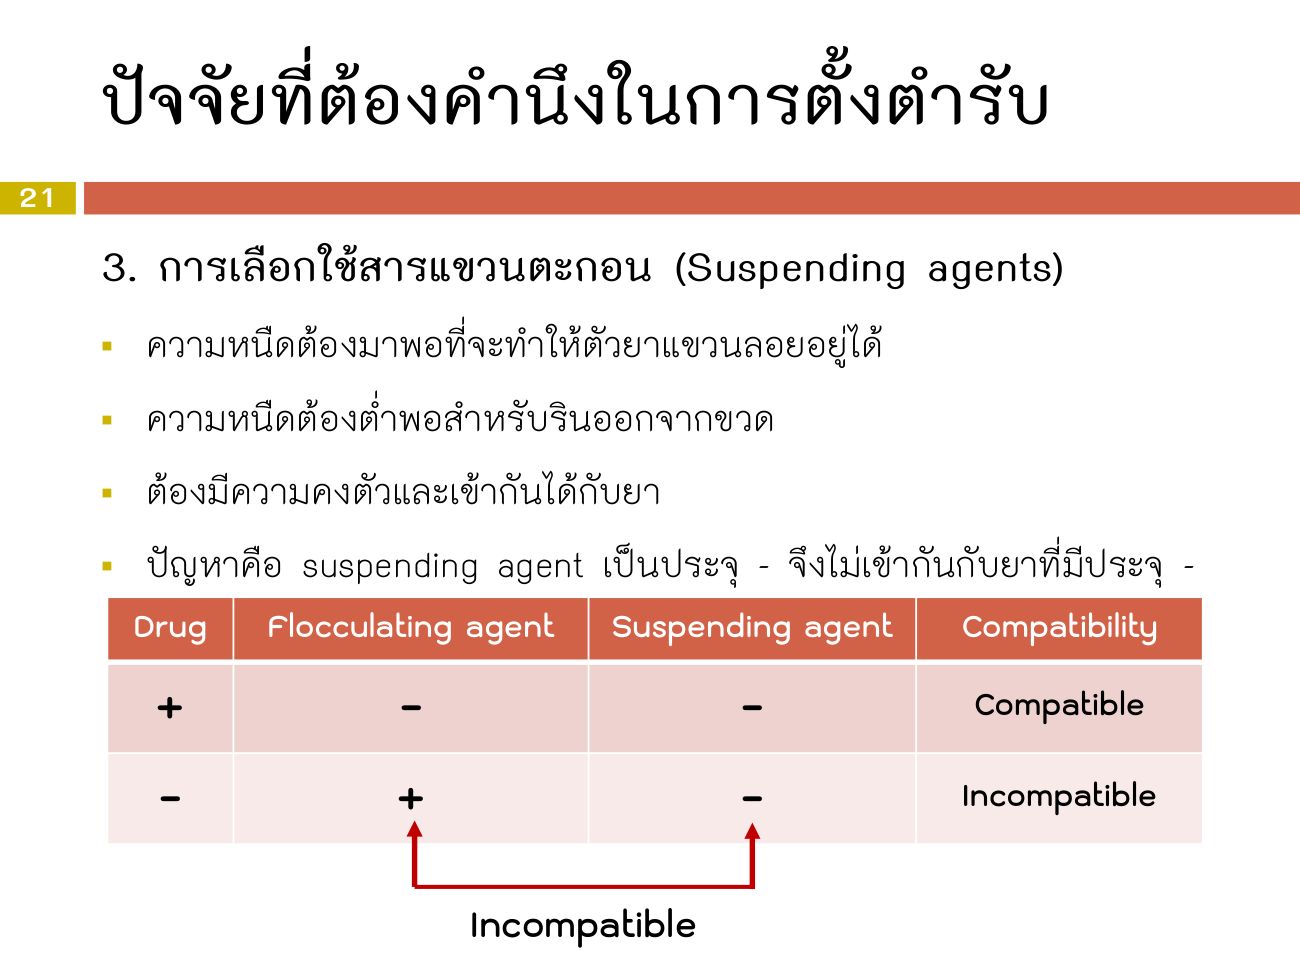 ปัจจัยที่ต้องคำนึงในการตั้งตำรับ
21
3. การเลือกใช้สารแขวนตะกอน (Suspending agents)
▪ ความหนืดต้องมาพอที่จะทำให้ตัวยาแขวนลอยอยู่ได้
▪ ความหนืดต้องต่ำพอสำหรับรินออกจากขวด
▪ ต้องมีความคงตัวและเข้ากันได้กับยา
▪ ปัญหาคือ suspending agent เป็นประจุ - จึงไม่เข้ากันกับยาที่มีประจุ -
Drug Flocculating agent Suspending agent Compatibility
+ - - Compatible
- + - Incompatible
Incompatible